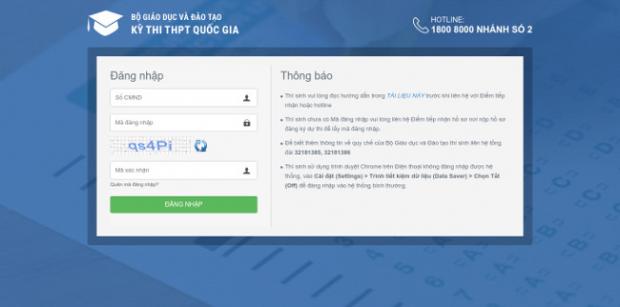 BỘ GIÁO DỤC VÀ ĐÀO TẠO
KỲ THI THPT QUỐC GIA
HOTLINE:
1800 8000 NHÁNH SỐ 2
Đăng nhập
Số CMND
Mã đăng nhập
qs4Pi
Mã xác nhận
Quên mã đăng nhập?
ĐĂNG NHẬP
Thông báo
Thí sinh vui lòng đọc hướng dẫn trong TÀI LIỆU NÀY trước khi liên hệ với Điểm tiếp
nhận hoặc hotline
Thí sinh chưa có Mã đăng nhập vui lòng liên hệ Điểm tiếp nhận hồ sơ nơi nộp hồ sơ
đăng ký dự thi để lấy mã đăng nhập.
Để biết thêm thông tin về quy chế của Bộ Giáo dục và Đào tạo thí sinh liên hệ tổng
đài 32181385, 32181386
Thí sinh sử dụng trình duyệt Chrome trên Điện thoại không đăng nhập được hệ
thống, vào Cài đặt (Settings) > Trình tiết kiệm dữ liệu (Data Saver) > Chọn Tắt
(Off) để đăng nhập vào hệ thống bình thường.